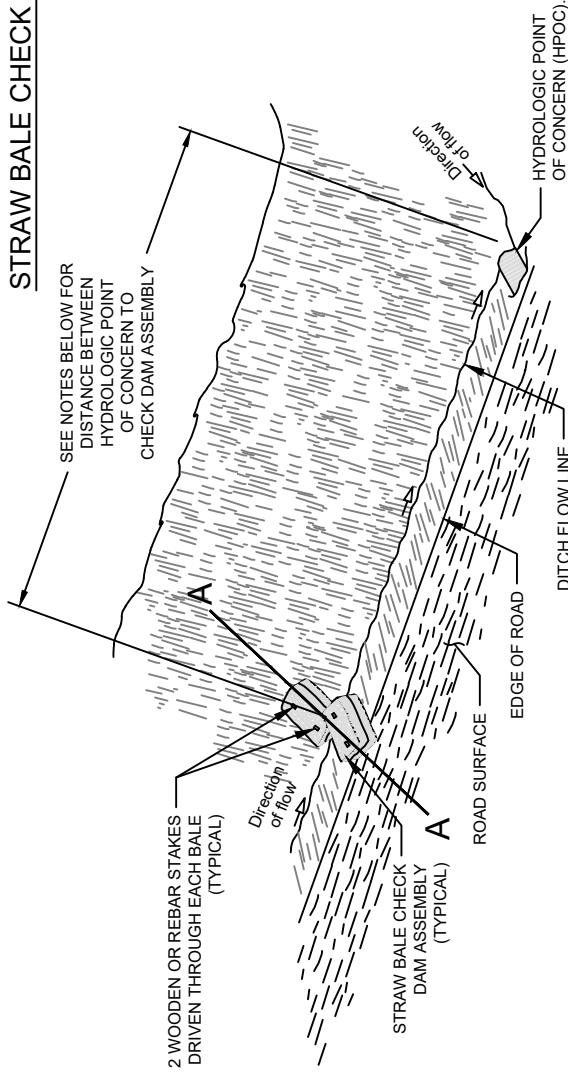 STRAW BALE CHECK
SEE NOTES BELOW FOR
DISTANCE BETWEEN
HYDROLOGIC POINT
OF CONCERN TO
CHECK DAM ASSEMBLY
2 WOODEN OR REBAR STAKES
DRIVEN THROUGH EACH BALE
(TYPICAL)
A
Direction
of flow
Direction
of flow
HYDROLOGIC POINT
OF CONCERN (HPOC).
STRAW BALE CHECK
DAM ASSEMBLY
(TYPICAL)
A
ROAD SURFACE
EDGE OF ROAD
DITCH FLOW LINE